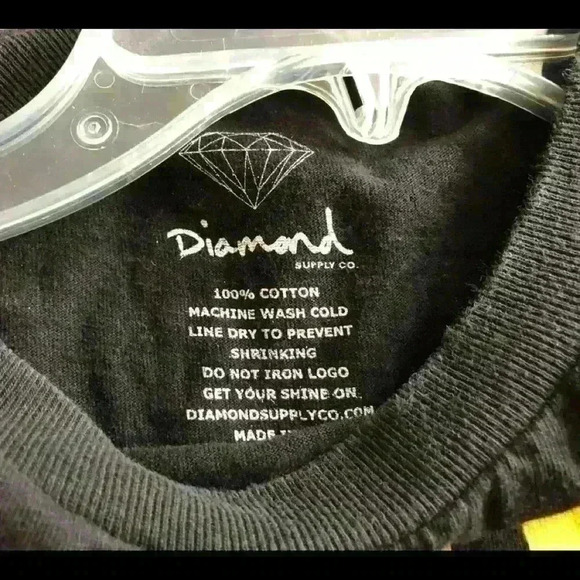 Diamond
SUPPLY CO.
100% COTTON
MACHINE WASH COLD
LINE DRY TO PREVENT
SHRINKING
DO NOT IRON LOGO
GET YOUR SHINE ON
DIAMONDSUPPLYCO.COM
MADE